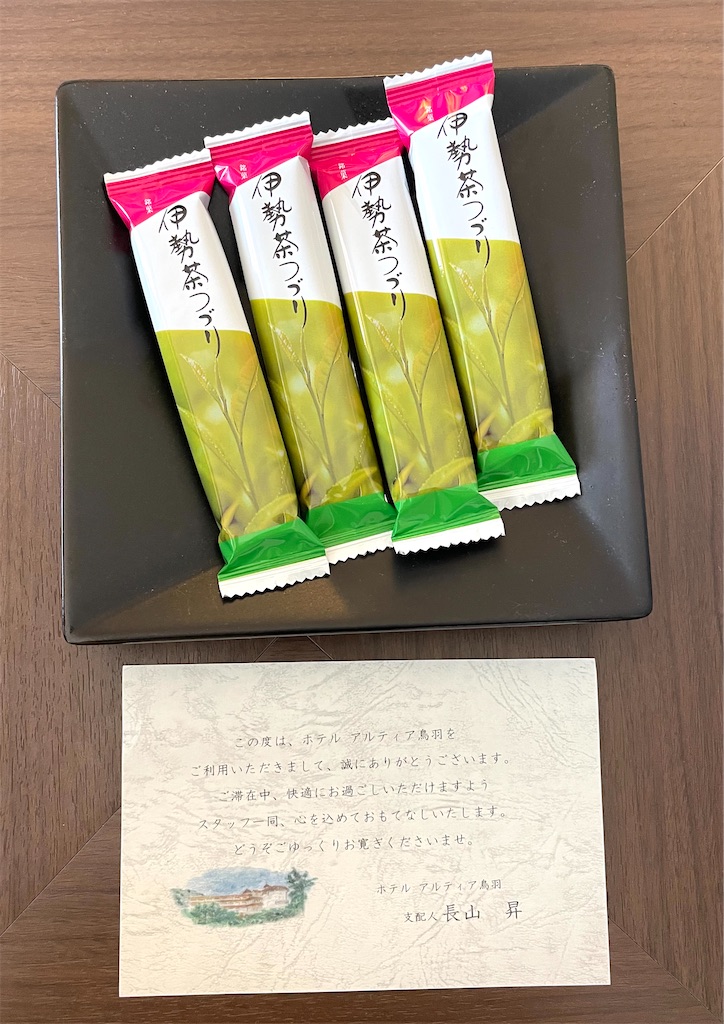 銘菓
伊勢茶つづり
銘菓
伊勢茶つづり
銘菓
伊勢茶つづり
銘菓
伊勢茶つづり
この度は、ホテル アルティア鳥羽を
ご利用いただきまして、誠にありがとうございます。
ご滞在中、快適にお過ごしいただけますよう
スタッフ一同、心を込めておもてなしいたします。
どうぞごゆっくりお寛ぎくださいませ。
ホテル アルティア鳥羽
支配人 長山 昇